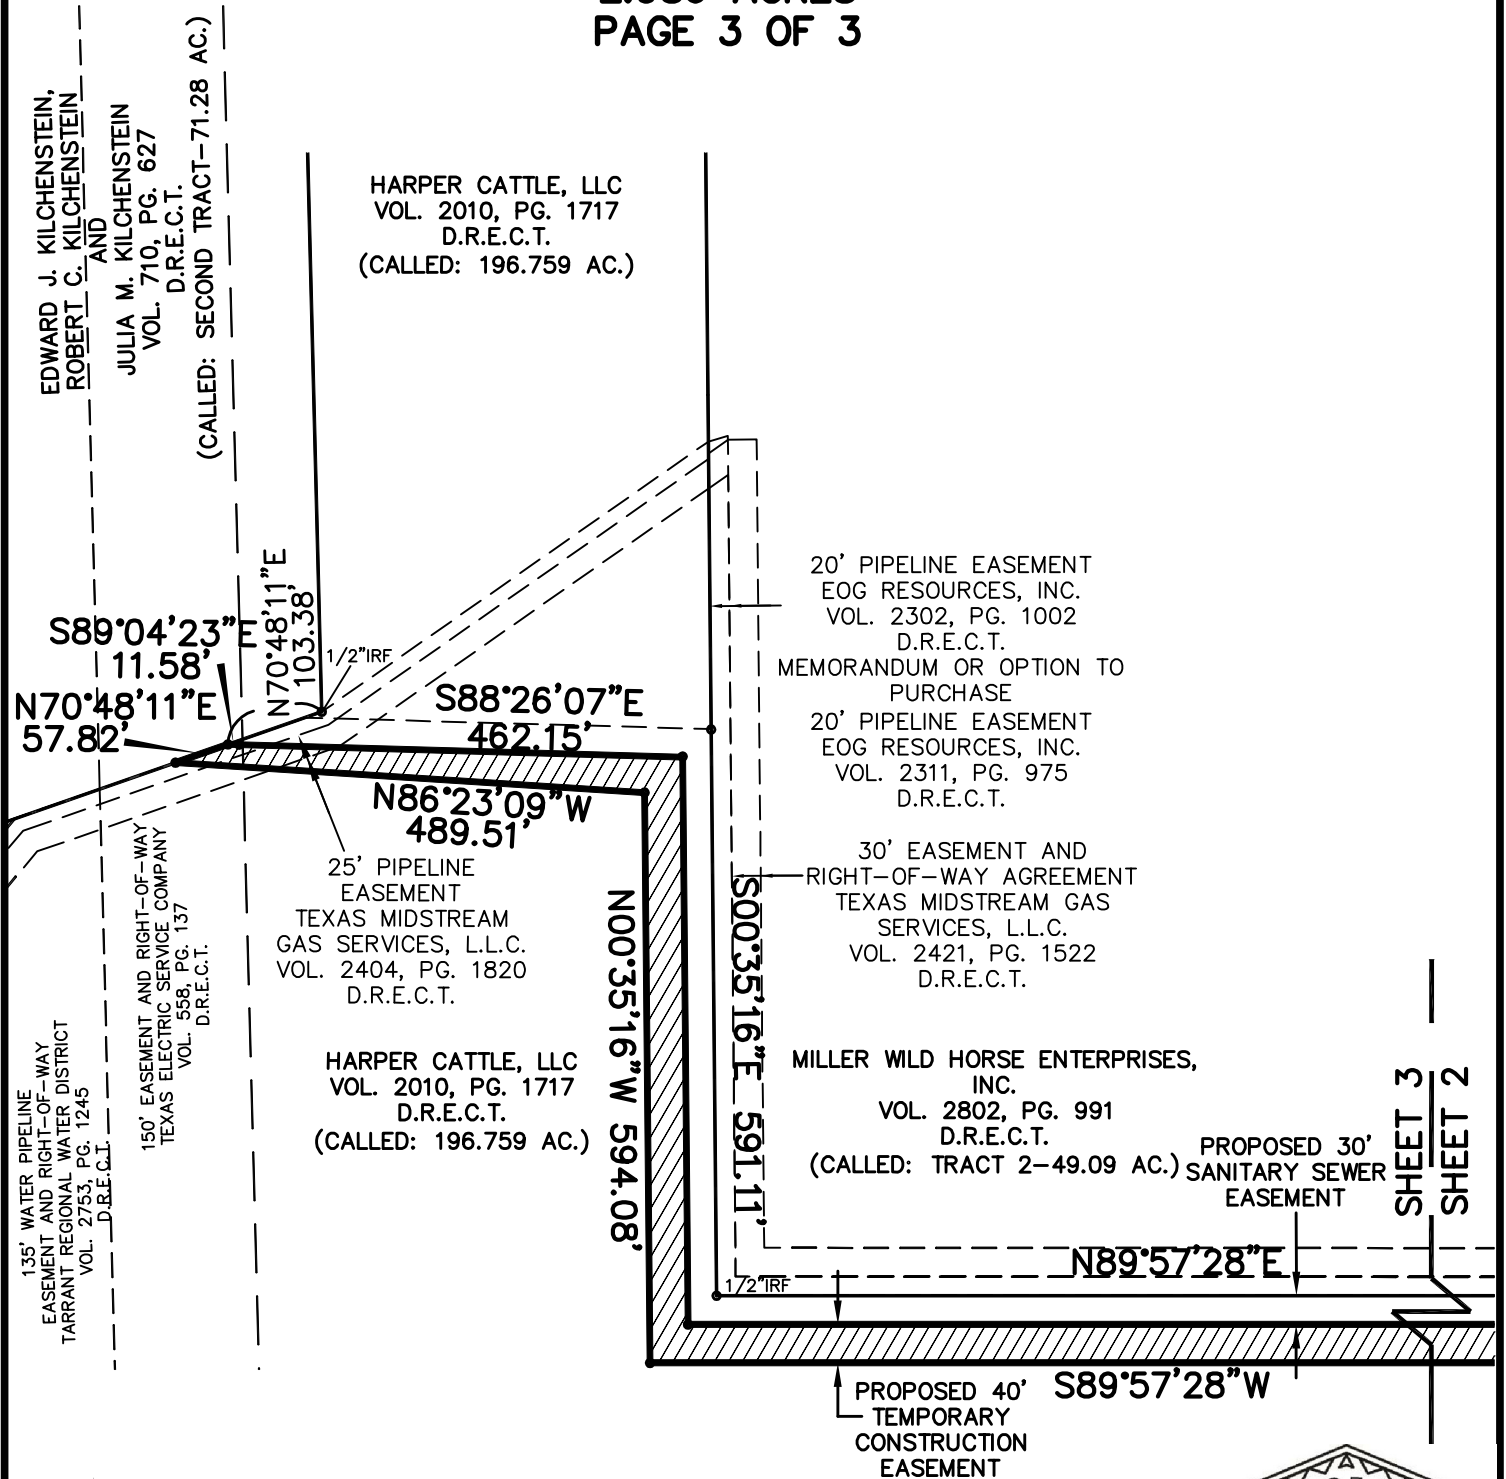 PAGE 3 OF 3
EDWARD J. KILCHENSTEIN,
ROBERT C. KILCHENSTEIN
AND
JULIA M. KILCHENSTEIN
VOL. 710, PG. 627
D.R.E.C.T.
(CALLED: SECOND TRACT-71.28 AC.)
HARPER CATTLE, LLC
VOL. 2010, PG. 1717
D.R.E.C.T.
(CALLED: 196.759 AC.)
20' PIPELINE EASEMENT
EOG RESOURCES, INC.
VOL. 2302, PG. 1002
D.R.E.C.T.
MEMORANDUM OR OPTION TO
PURCHASE
20' PIPELINE EASEMENT
EOG RESOURCES, INC.
VOL. 2311, PG. 975
D.R.E.C.T.
S89°04'23"E
11.58'
N70°48'11"E
103.38'
1/2"IRF
N70°48'11"E
57.82'
S88°26'07"E
462.15'
N86°23'09"W
489.51'
25' PIPELINE
EASEMENT
TEXAS MIDSTREAM
GAS SERVICES, L.L.C.
VOL. 2404, PG. 1820
D.R.E.C.T.
30' EASEMENT AND
RIGHT-OF-WAY AGREEMENT
TEXAS MIDSTREAM GAS
SERVICES, L.L.C.
VOL. 2421, PG. 1522
D.R.E.C.T.
150' EASEMENT AND RIGHT-OF-WAY
TEXAS ELECTRIC SERVICE COMPANY
VOL. 558, PG. 137
D.R.E.C.T.
135' WATER PIPELINE
EASEMENT AND RIGHT-OF-WAY
TARRANT REGIONAL WATER DISTRICT
VOL. 2753, PG. 1245
D.R.E.C.T.
HARPER CATTLE, LLC
VOL. 2010, PG. 1717
D.R.E.C.T.
(CALLED: 196.759 AC.)
N00°35'16"W 594.08'
S00°35'16"E 591.11'
MILLER WILD HORSE ENTERPRISES,
INC.
VOL. 2802, PG. 991
D.R.E.C.T.
(CALLED: TRACT 2-49.09 AC.)
PROPOSED 30'
SANITARY SEWER
EASEMENT
SHEET 3
SHEET 2
N89°57'28"E
1/2"IRF
S89°57'28"W
PROPOSED 40'
TEMPORARY
CONSTRUCTION
EASEMENT